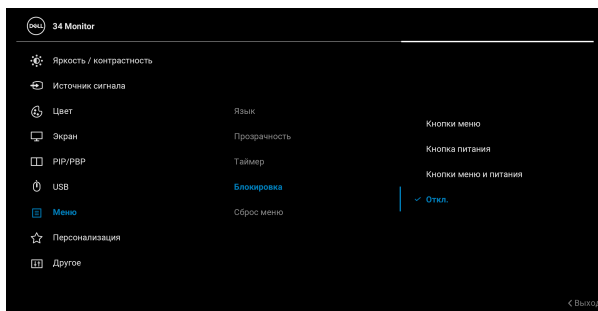 DELL
34 Monitor
Яркость / контрастность
Источник сигнала
Цвет
Экран
PIP/PBP
USB
Меню
Персонализация
Другое
Язык
Прозрачность
Таймер
Блокировка
Сброс меню
Кнопки меню
Кнопка питания
Кнопки меню и питания
Откл.
Выход